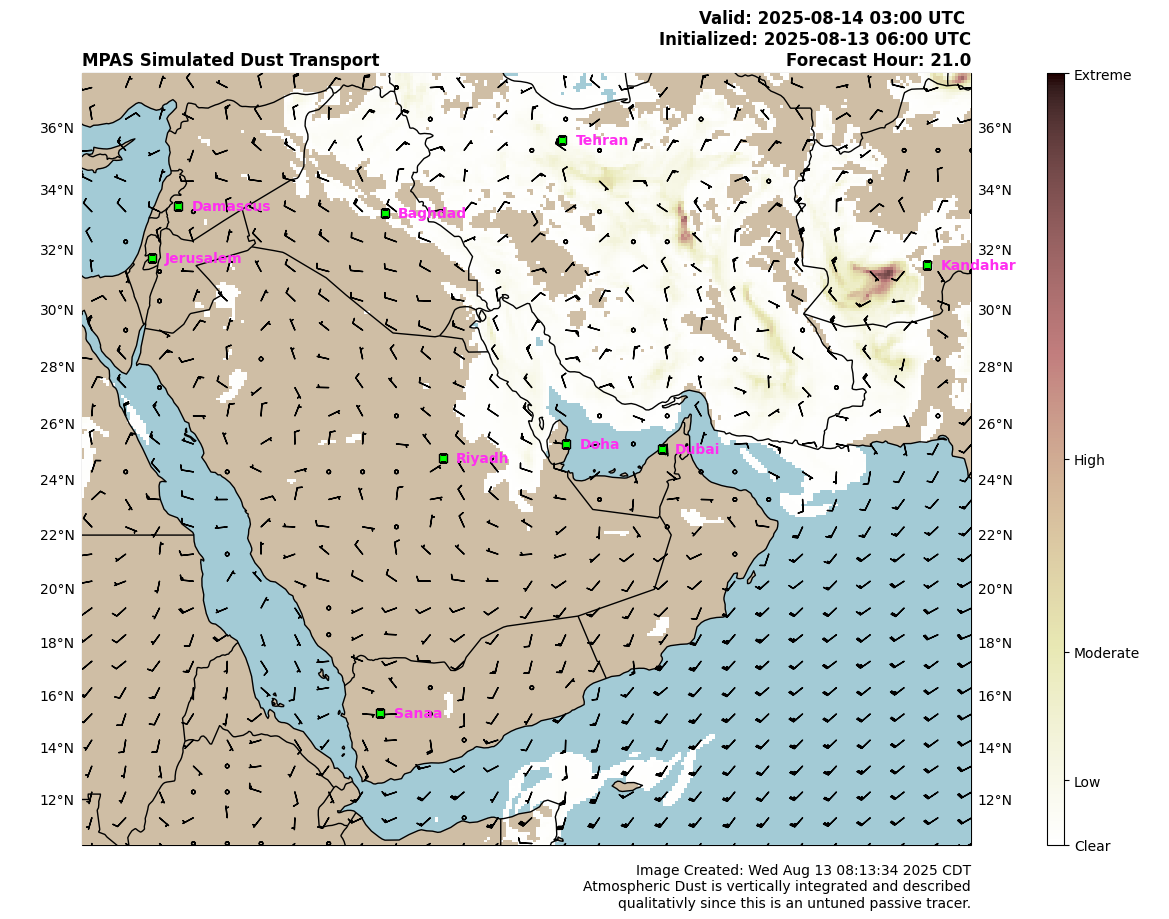 Valid: 2025-08-14 03:00 UTC
Initialized: 2025-08-13 06:00 UTC
MPAS Simulated Dust Transport
Forecast Hour: 21.0
Extreme
36°N
Tehran
36°N
34°N
34°N
Damascus
Baghdad
32°N
32°N
Jerusalem
Kandahar
30°N
30°N
28°N
28°N
26°N
26°N
Doha
Dubai
Riyadh
High
24°N
24°N
22°N
22°N
20°N
20°N
18°N
18°N
Moderate
16°N
16°N
Sanaa
14°N
14°N
Low
12°N
12°N
Clear
Image Created: Wed Aug 13 08:13:34 2025 CDT
Atmospheric Dust is vertically integrated and described
qualitativly since this is an untuned passive tracer.